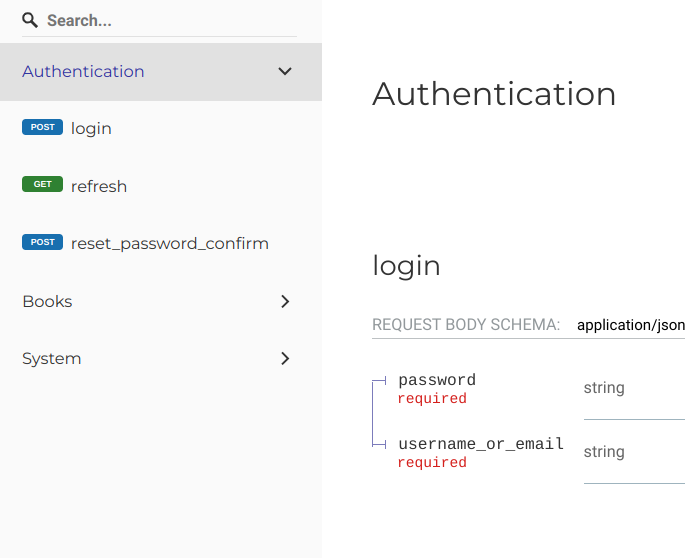 Search...
Authentication
POST login
GET refresh
POST reset_password_confirm
Books
System
Authentication
login
REQUEST BODY SCHEMA: application/json
password string
required
username_or_email string
required